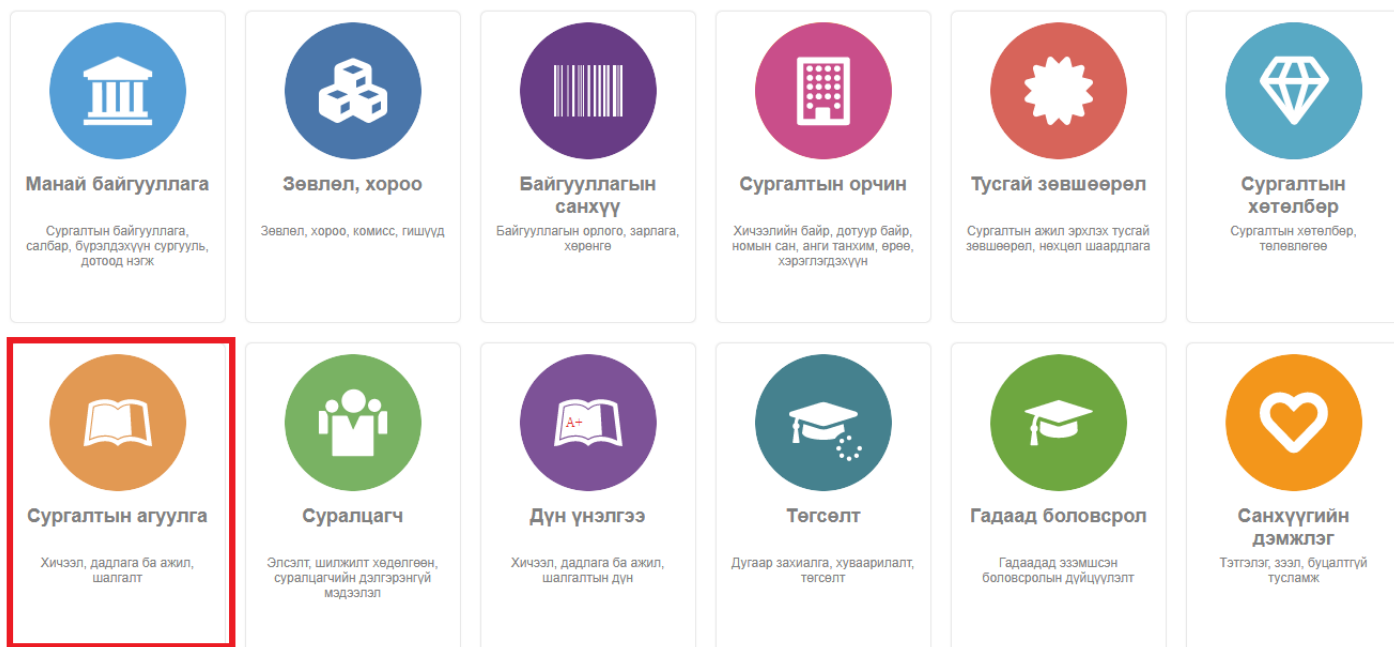 Манай байгууллага
Сургалтын байгууллага,
салбар, бүрэлдэхүүн сургууль,
дотоод нэгж
Зөвлөл, хороо
Зөвлөл, хороо, комисс, гишүүд
Байгууллагын
санхүү
Байгууллагын орлого, зарлага,
хөрөнгө
Сургалтын орчин
Хичээлийн байр, дотуур байр,
номын сан, анги танхим, өрөө,
хэрэглэгдэхүүн
Тусгай зөвшөөрөл
Сургалтын ажил эрхлэх тусгай
зөвшөөрөл, нөхцөл шаардлага
Сургалтын
хөтөлбөр
Сургалтын хөтөлбөр,
төлөвлөгөө
Сургалтын агуулга
Хичээл, дадлага ба ажил,
шалгалт
Суралцагч
Элсэлт, шилжилт хөдөлгөөн,
суралцагчийн дэлгэрэнгүй
мэдээлэл
A+
Дүн үнэлгээ
Хичээл, дадлага ба ажил,
шалгалтын дүн
Төгсөлт
Дугаар захиалга, хуваарилалт,
төгсөлт
Гадаад боловсрол
Гадаадад эзэмшсэн
боловсролын дүйцүүлэлт
Санхүүгийн
дэмжлэг
Тэтгэлэг, зээл, буцалтгүй
тусламж